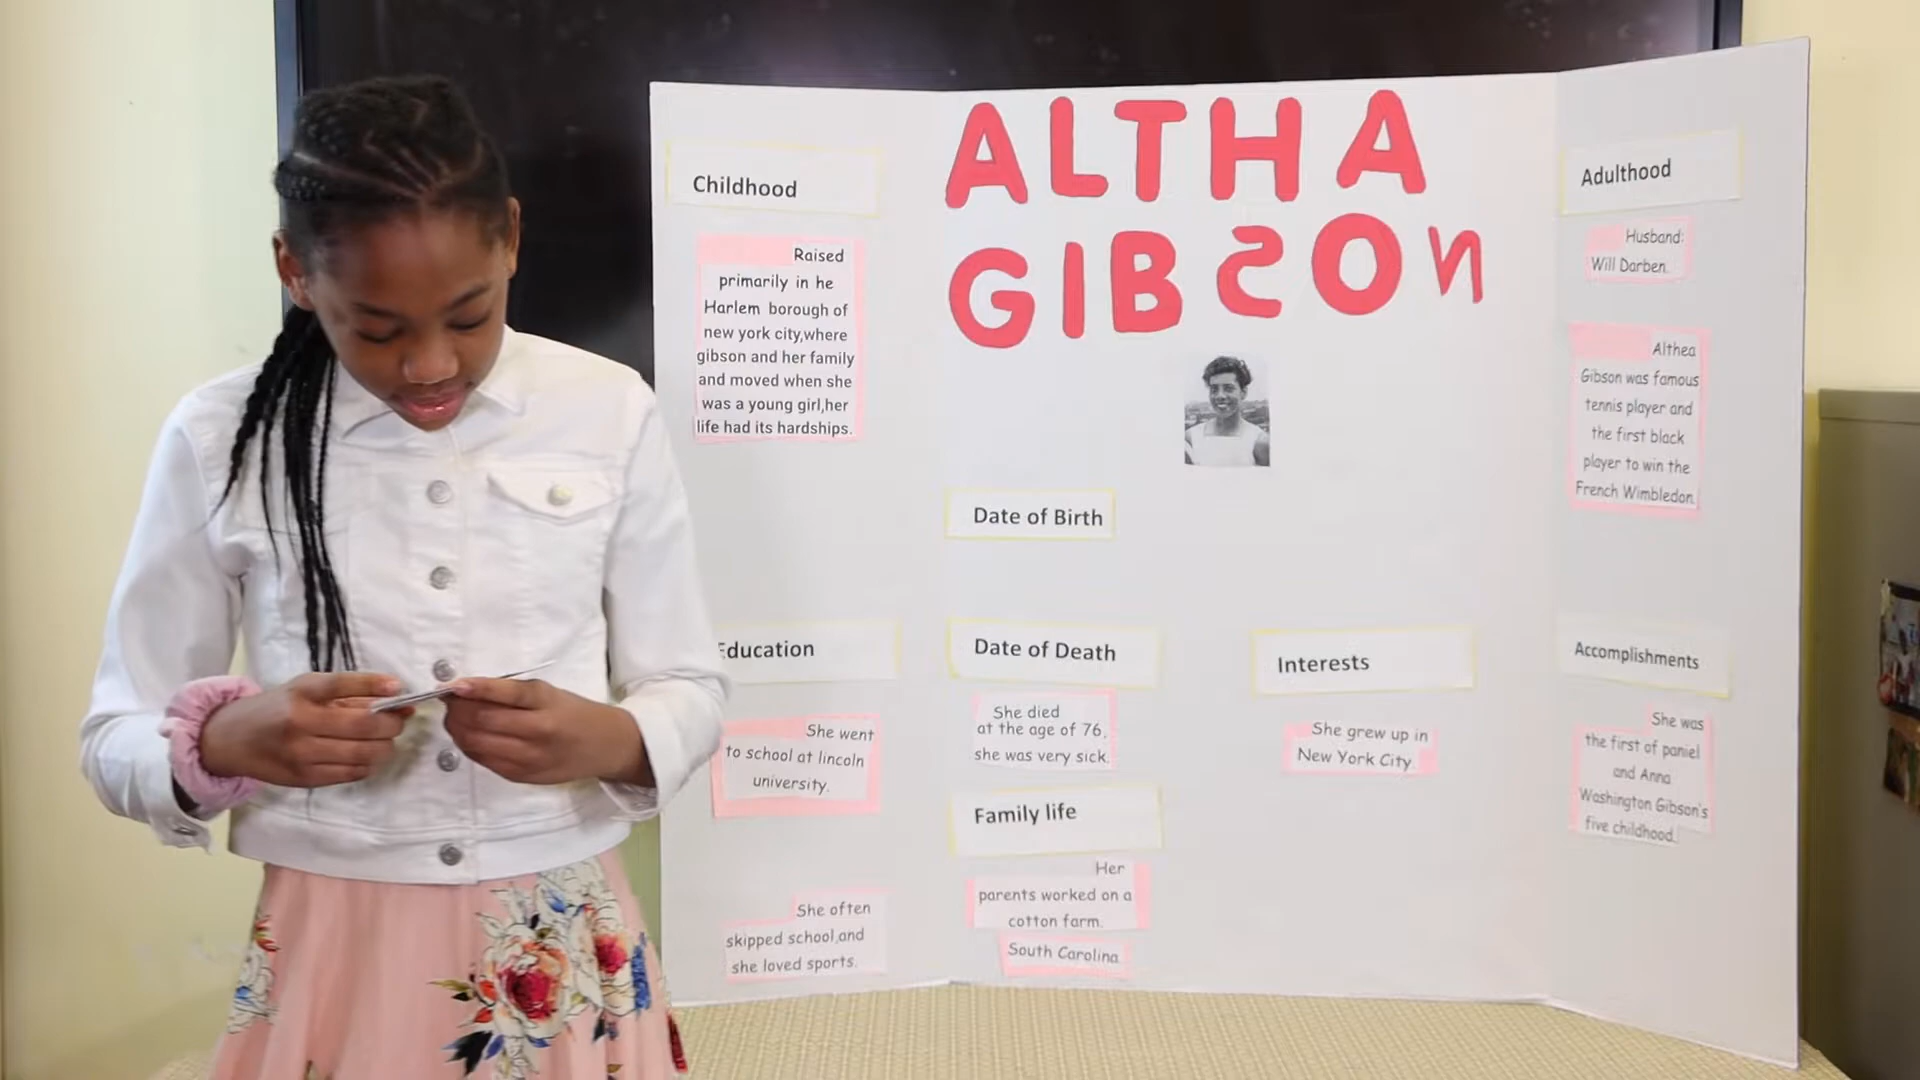 ALTHA
GIBSON
Childhood
Raised
primarily in he
Harlem borough of
new york city,where
gibson and her family
and moved when she
was a young girl,her
life had its hardships.
Education
She went
to school at lincoln
university.
She often
skipped school,and
she loved sports.
Date of Birth
Date of Death
She died
at the age of 76,
she was very sick.
Family life
Her
parents worked on a
cotton farm.
South Carolina
Interests
She grew up in
New York City
Adulthood
Husband:
Will Darben.
Althea
Gibson was famous
tennis player and
the first black
player to win the
French Wimbledon.
Accomplishments
She was
the first of paniel
and Anna
Washington Gibson's
five childhood.